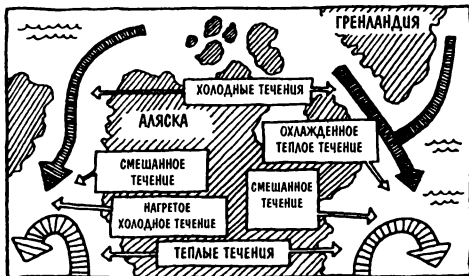 ГРЕНЛАНДИЯ
ХОЛОДНЫЕ ТЕЧЕНИЯ
АЛЯСКА
ОХЛАЖДЕННОЕ
ТЕПЛОЕ ТЕЧЕНИЕ
СМЕШАННОЕ
ТЕЧЕНИЕ
СМЕШАННОЕ
ТЕЧЕНИЕ
НАГРЕТОЕ
ХОЛОДНОЕ ТЕЧЕНИЕ
ТЕПЛЫЕ ТЕЧЕНИЯ